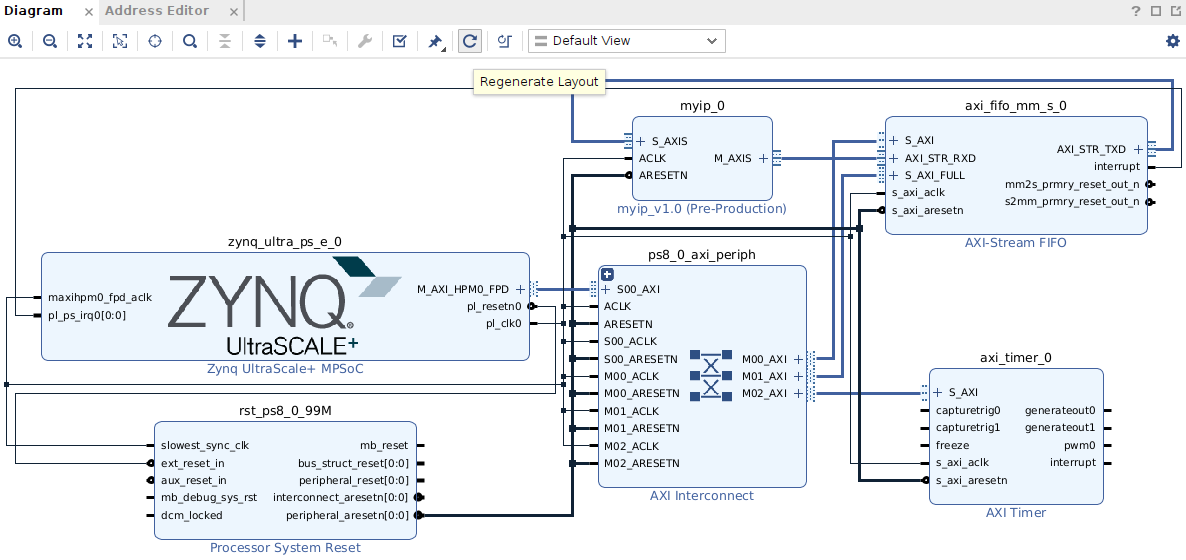 Diagram × Address Editor ×
?
Default View
Regenerate Layout
myip_0
S_AXIS
ACLK
ARESETN
M_AXIS
myip_v1.0 (Pre-Production)
axi_fifo_mm_s_0
S_AXI
AXI_STR_RXD
S_AXI_FULL
s_axi_aclk
s_axi_aresetn
AXI_STR_TXD
interrupt
mm2s_prmry_reset_out_n
s2mm_prmry_reset_out_n
AXI-Stream FIFO
zynq_ultra_ps_e_0
maxihpm0_fpd_aclk
pl_ps_irq0[0:0]
ZYNQ
UltraSCALE+
M_AXI_HPM0_FPD
pl_resetn0
pl_clk0
Zynq UltraScale+ MPSoC
ps8_0_axi_periph
S00_AXI
ACLK
ARESETN
S00_ACLK
S00_ARESETN
M00_ACLK
M00_ARESETN
M01_ACLK
M01_ARESETN
M02_ACLK
M02_ARESETN
M00_AXI
M01_AXI
M02_AXI
AXI Interconnect
axi_timer_0
S_AXI
capturetrig0
capturetrig1
freeze
s_axi_aclk
s_axi_aresetn
generateout0
generateout1
pwm0
interrupt
AXI Timer
rst_ps8_0_99M
slowest_sync_clk
ext_reset_in
aux_reset_in
mb_debug_sys_rst
dcm_locked
mb_reset
bus_struct_reset[0:0]
peripheral_reset[0:0]
interconnect_aresetn[0:0]
peripheral_aresetn[0:0]
Processor System Reset